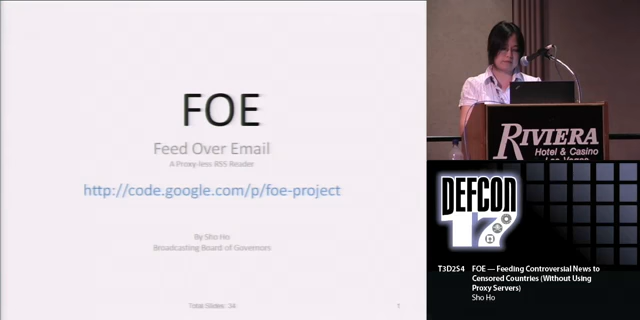 FOE
Feed Over Email
A Proxy-less RSS Reader
http://code.google.com/p/foe-project
By Sho Ho
Broadcasting Board of Governors
Total Slides: 34
1
RIVIERA
Hotel & Casino
Las Vegas
DEFCON
17
T3D2S4
FOE — Feeding Controversial News to
Censored Countries (Without Using
Proxy Servers)
Sho Ho